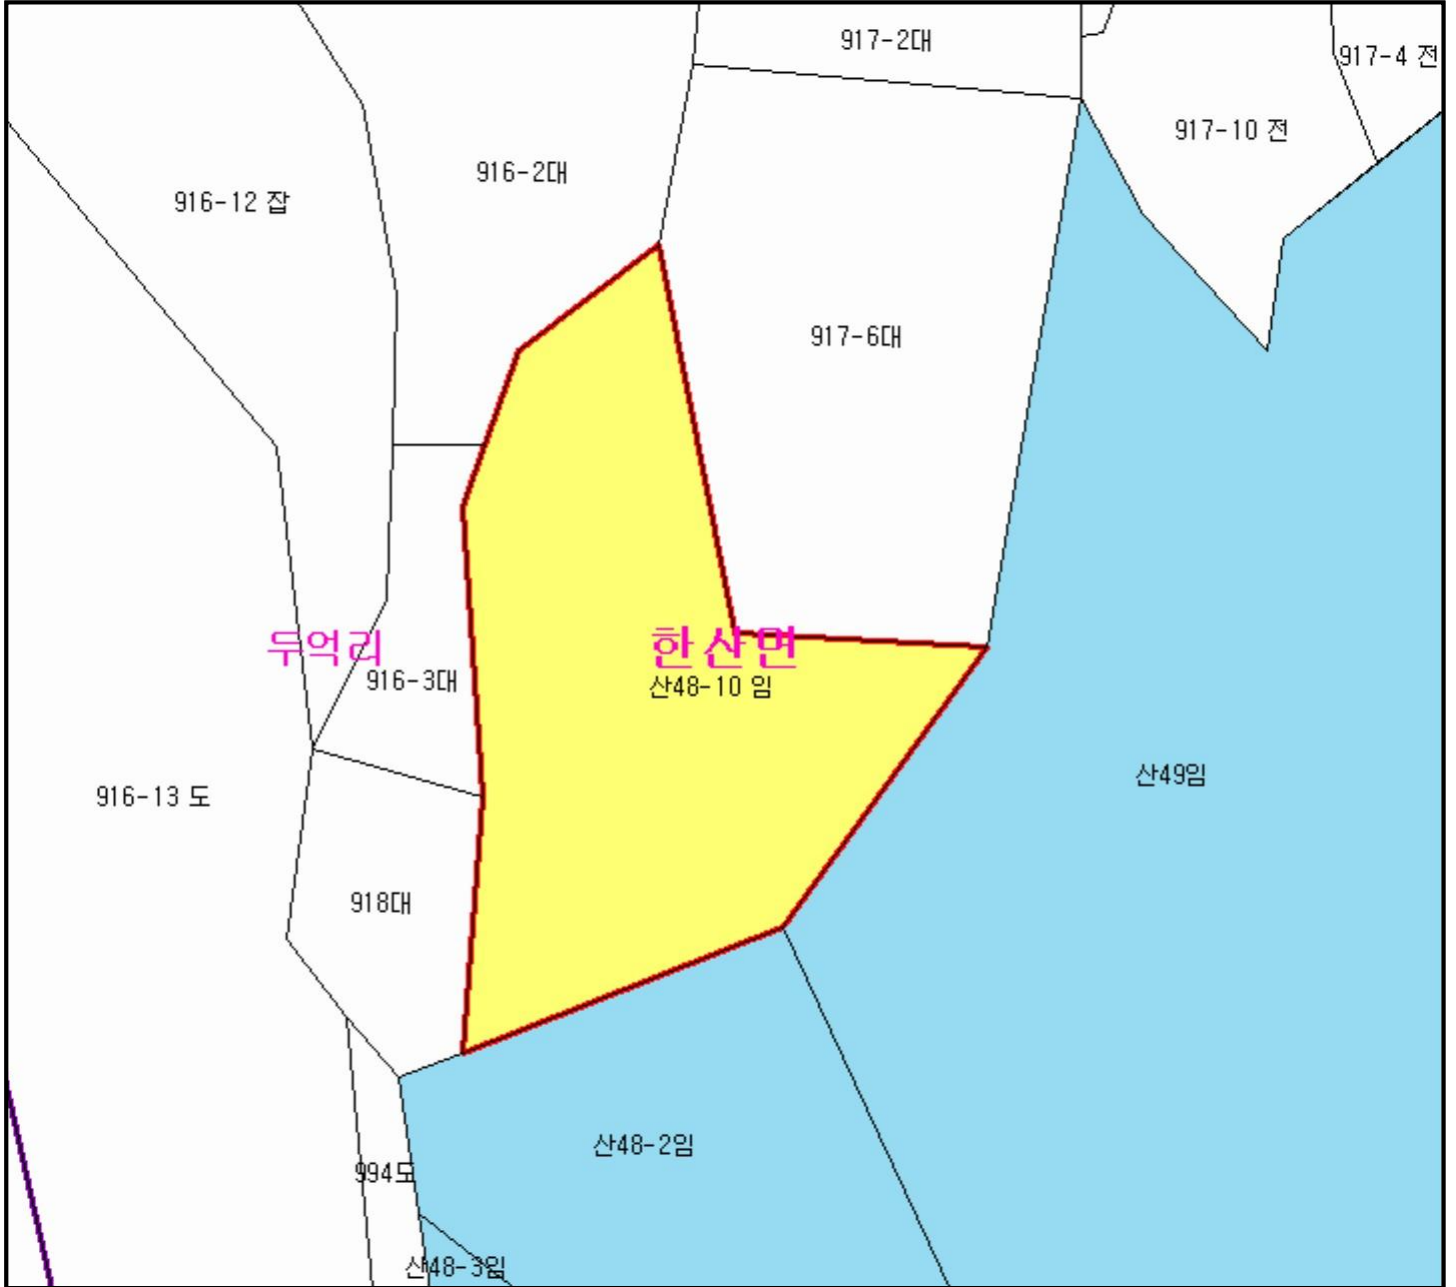 917-2대
917-4 전
917-10 전
916-2대
916-12 잡
917-6대
두억리
한산면
916-3대
산48-10 임
산49임
916-13 도
918대
산48-2임
994도
산48-3임